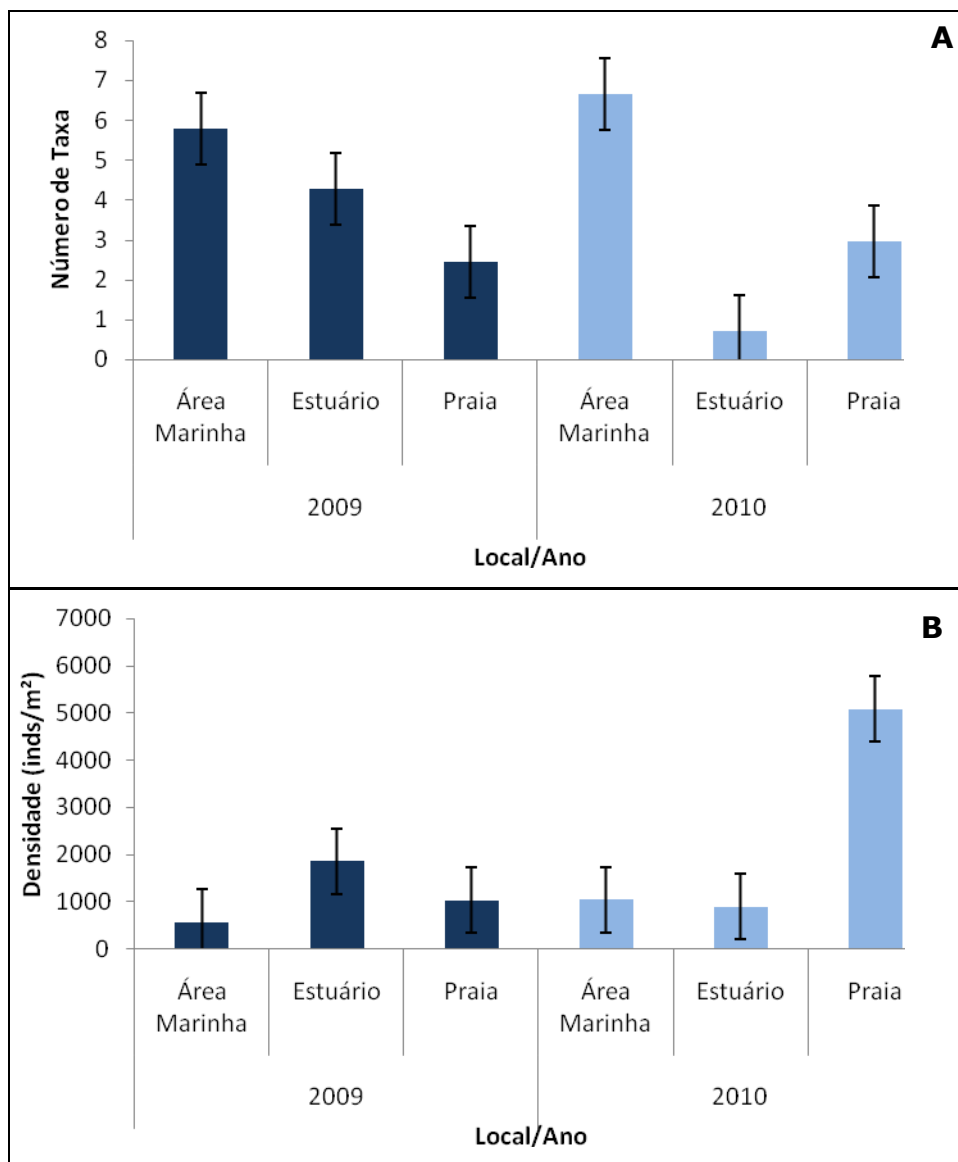 A
Número de Taxa
8
7
6
5
4
3
2
1
0
Área Marinha
Estuário
Praia
Área Marinha
Estuário
Praia
2009
2010
Local/Ano
B
Densidade (inds/m²)
7000
6000
5000
4000
3000
2000
1000
0
Área Marinha
Estuário
Praia
Área Marinha
Estuário
Praia
2009
2010
Local/Ano